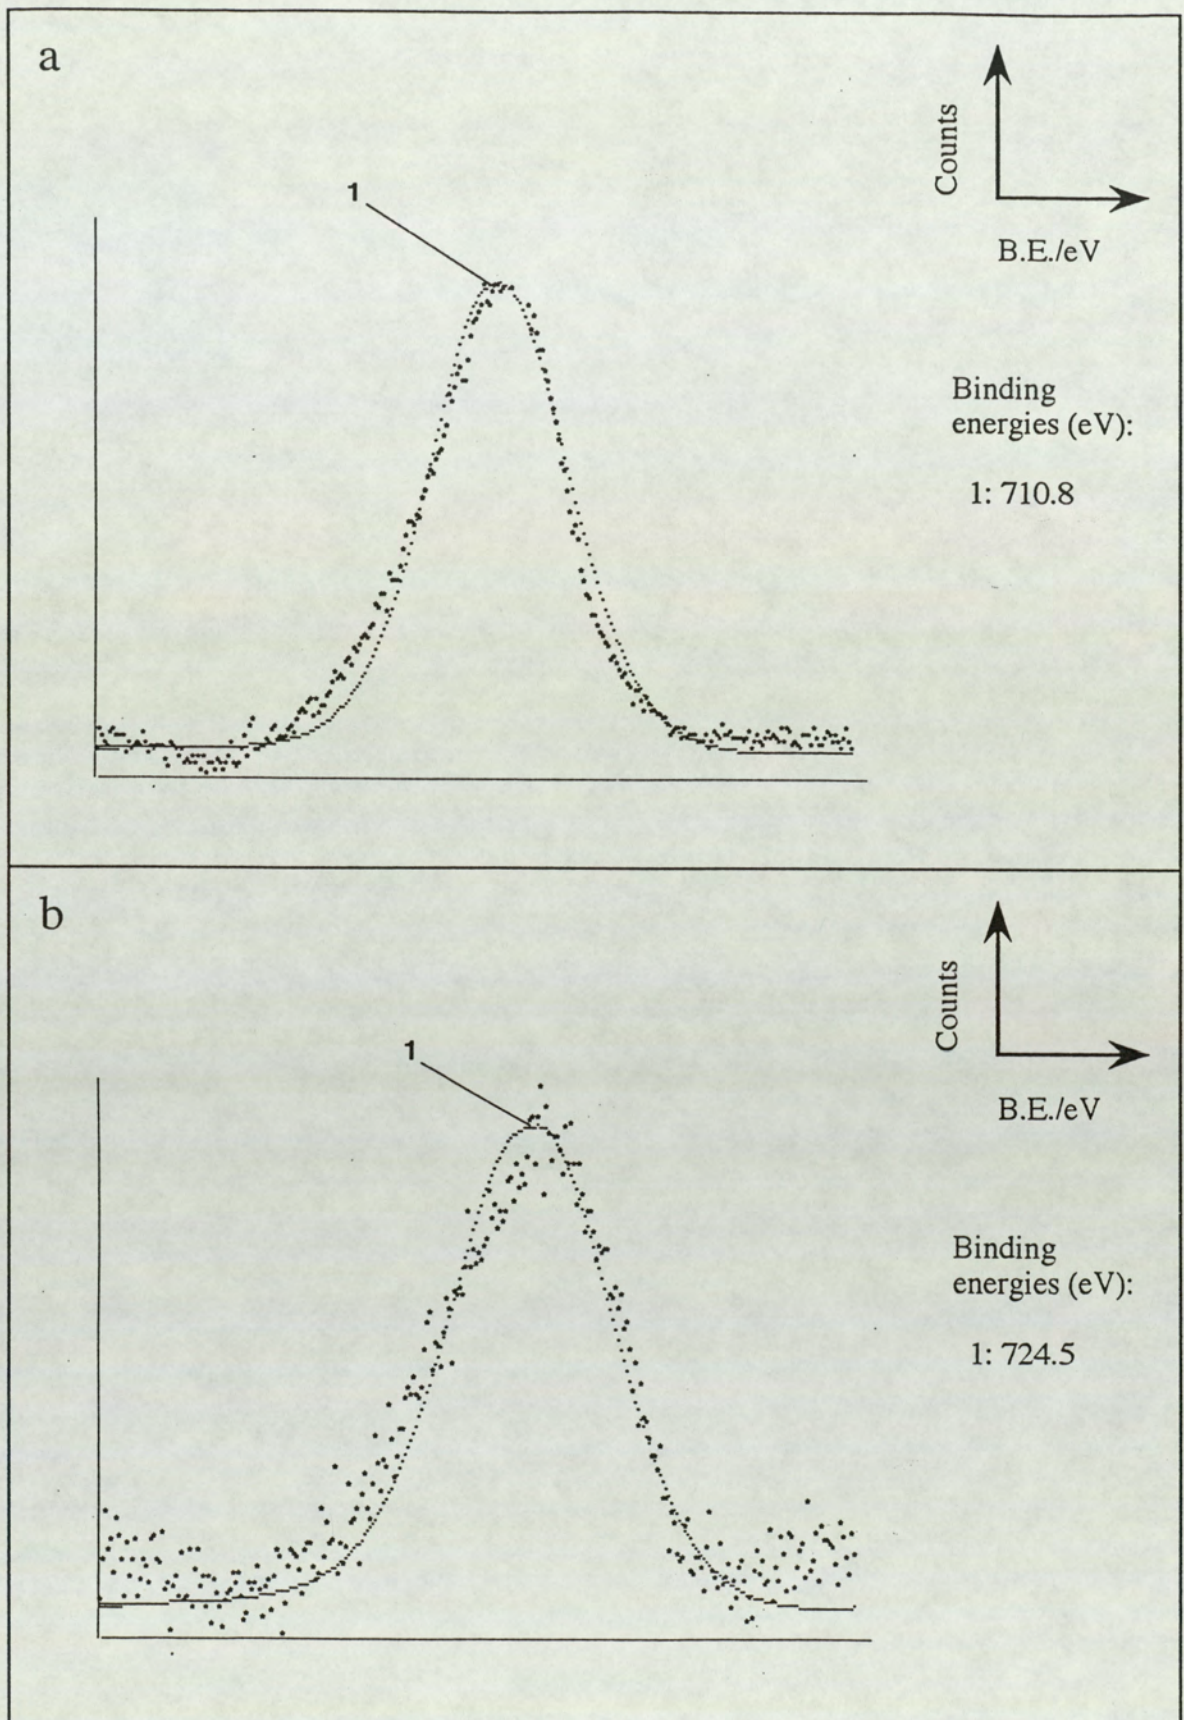 a
Counts
B.E./eV
1
Binding
energies (eV):
1: 710.8
b
Counts
B.E./eV
1
Binding
energies (eV):
1: 724.5